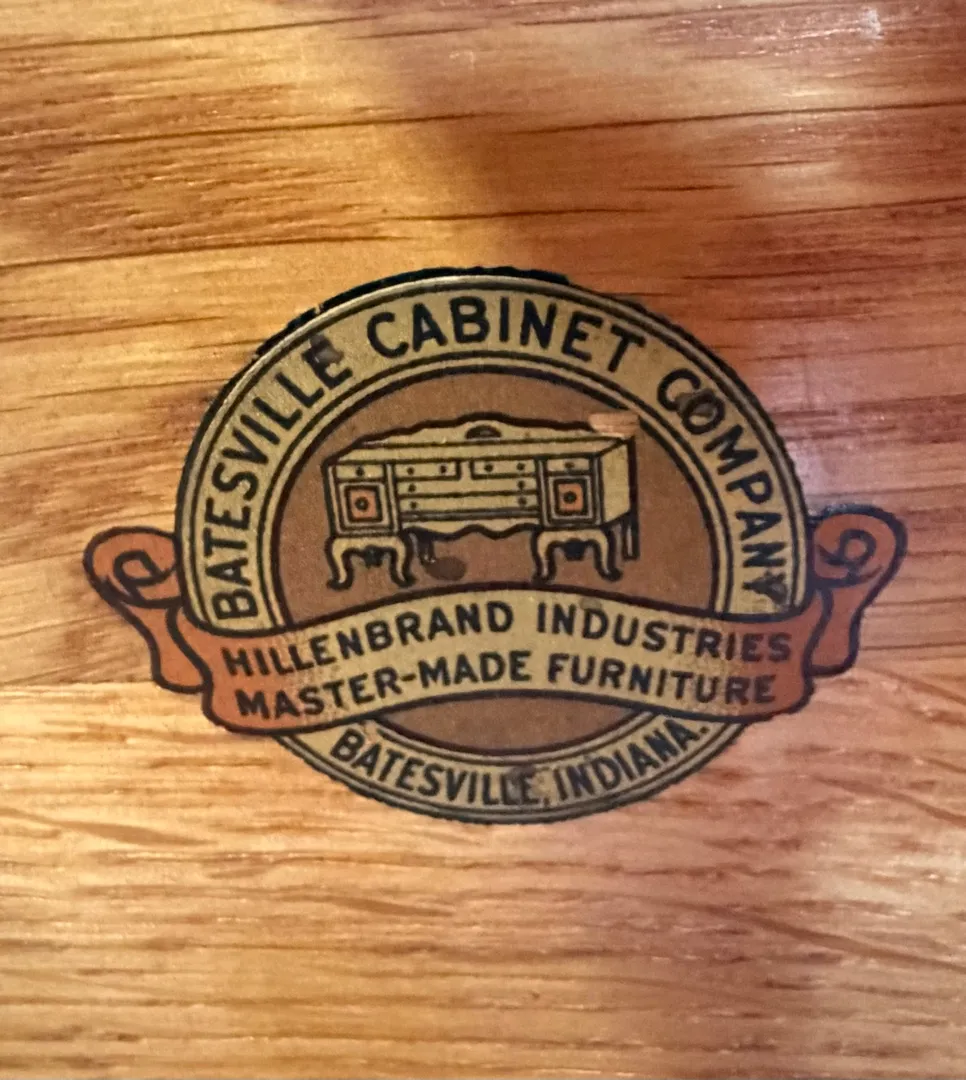 BATESVILLE CABINET COMPANY
HILLENBRAND INDUSTRIES
MASTER-MADE FURNITURE
BATESVILLE, INDIANA.